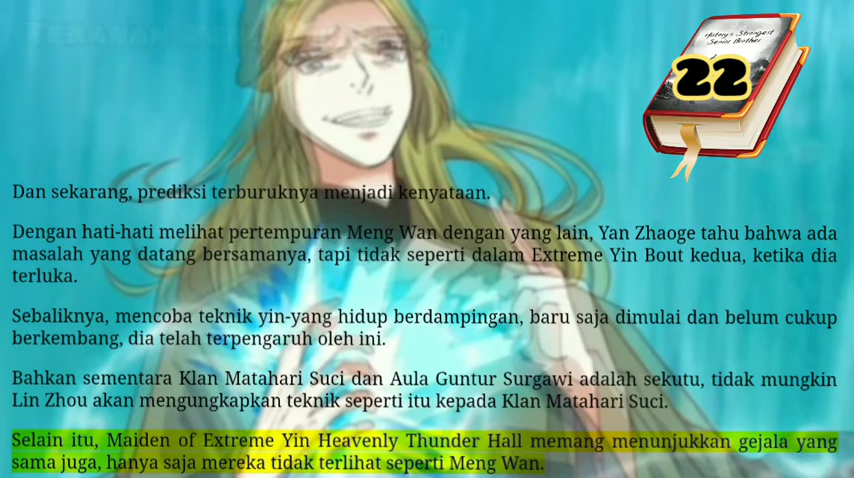 History's Strongest
Senior Brother
22
Dan sekarang, prediksi terburuknya menjadi kenyataan.
Dengan hati-hati melihat pertempuran Meng Wan dengan yang lain, Yan Zhaoge tahu bahwa ada
masalah yang datang bersamanya, tapi tidak seperti dalam Extreme Yin Bout kedua, ketika dia
terluka.
Sebaliknya, mencoba teknik yin-yang hidup berdampingan, baru saja dimulai dan belum cukup
berkembang, dia telah terpengaruh oleh ini.
Bahkan sementara Klan Matahari Suci dan Aula Guntur Surgawi adalah sekutu, tidak mungkin
Lin Zhou akan mengungkapkan teknik seperti itu kepada Klan Matahari Suci.
Selain itu, Maiden of Extreme Yin Heavenly Thunder Hall memang menunjukkan gejala yang
sama juga, hanya saja mereka tidak terlihat seperti Meng Wan.